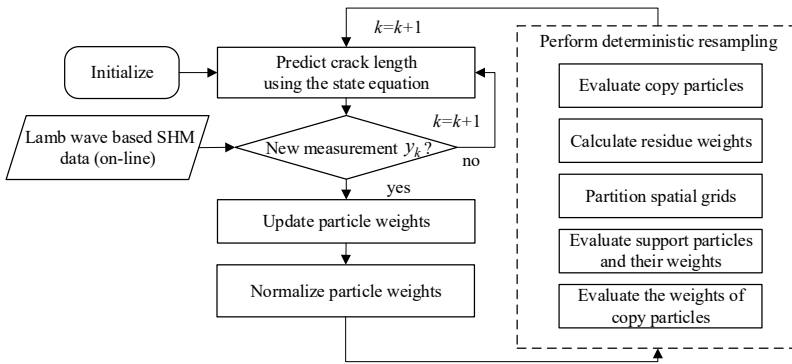 k=k+1
Perform deterministic resampling
Initialize
Predict crack length
using the state equation
Evaluate copy particles
k=k+1
Lamb wave based SHM
data (on-line)
New measurement yk?
no
Calculate residue weights
yes
Partition spatial grids
Update particle weights
Evaluate support particles
and their weights
Normalize particle weights
Evaluate the weights of
copy particles